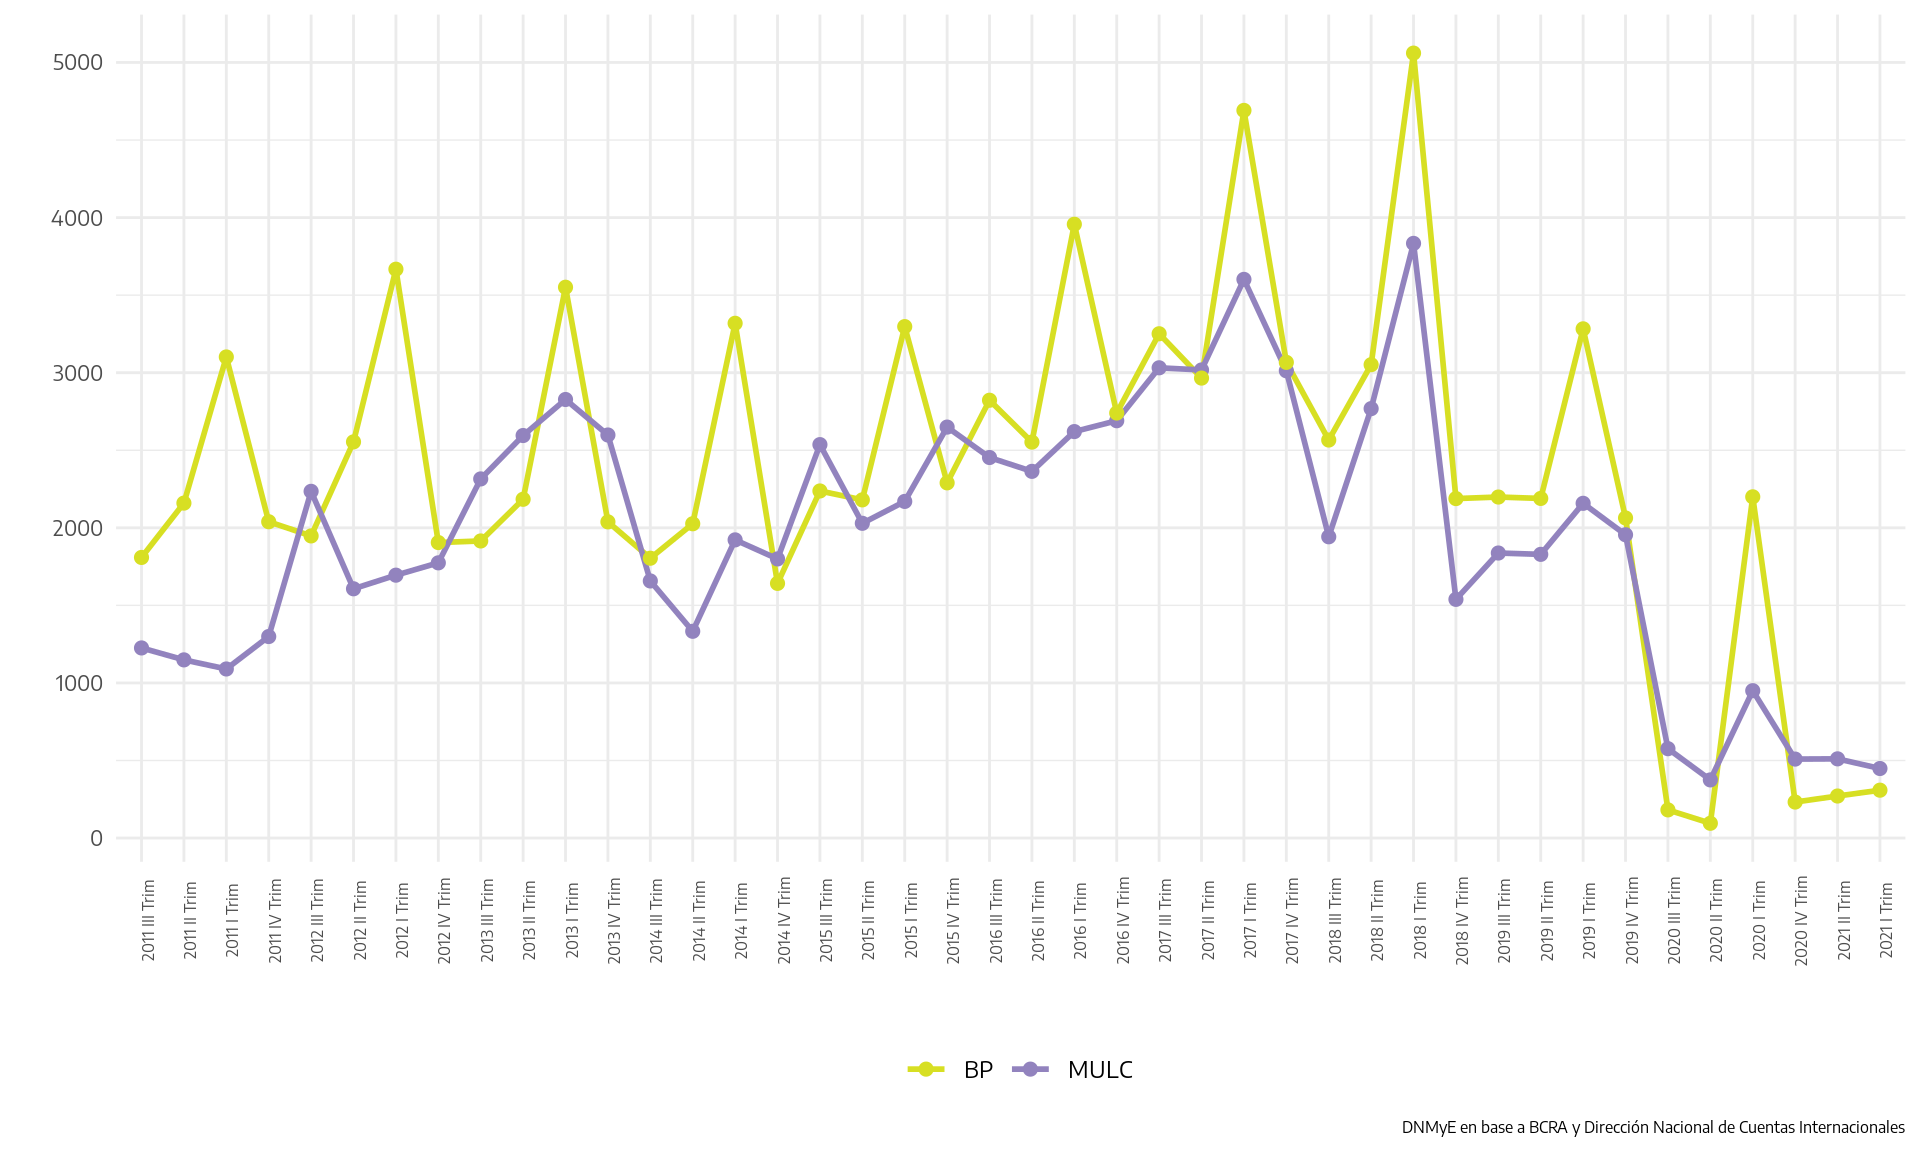 5000
4000
3000
2000
1000
0
2011 III Trim
2011 II Trim
2011 I Trim
2011 IV Trim
2012 III Trim
2012 II Trim
2012 I Trim
2012 IV Trim
2013 III Trim
2013 II Trim
2013 I Trim
2013 IV Trim
2014 III Trim
2014 II Trim
2014 I Trim
2014 IV Trim
2015 III Trim
2015 II Trim
2015 I Trim
2015 IV Trim
2016 III Trim
2016 II Trim
2016 I Trim
2016 IV Trim
2017 III Trim
2017 II Trim
2017 I Trim
2017 IV Trim
2018 III Trim
2018 II Trim
2018 I Trim
2018 IV Trim
2019 III Trim
2019 II Trim
2019 I Trim
2019 IV Trim
2020 III Trim
2020 II Trim
2020 I Trim
2020 IV Trim
2021 II Trim
2021 I Trim
BP MULC
DNMyE en base a BCRA y Dirección Nacional de Cuentas Internacionales